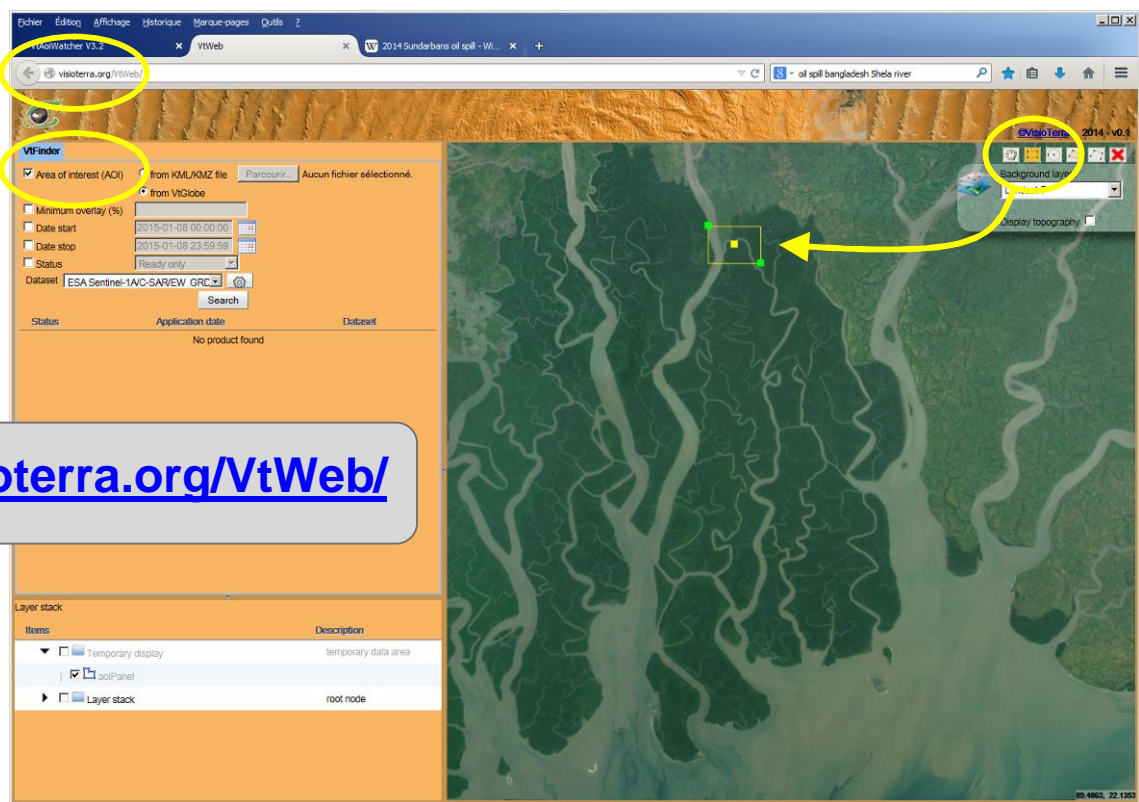 Fichier Édition Affichage Historique Marque-pages Outils ?
VtAoiWatcher V3.2 VtWeb 2014 Sundarbans oil spill - Wi...
visioterra.org/VtWeb/ oil spill bangladesh Shela river
©VisioTerra 2014 - v0.1
VtFinder
Area of interest (AOI) from KML/KMZ file Parcourir... Aucun fichier sélectionné.
from VtGlobe
Minimum overlay (%)
Date start 2015-01-08 00:00:00
Date stop 2015-01-08 23:59:59
Status Ready only
Dataset ESA Sentinel-1A/C-SAR/EW GRD
Search
Status Application date Dataset
No product found
Background layer
Display topography
oterra.org/VtWeb/
Layer stack
Items Description
Temporary display temporary data area
aoiPanel
Layer stack root node
89.4863, 22.1353